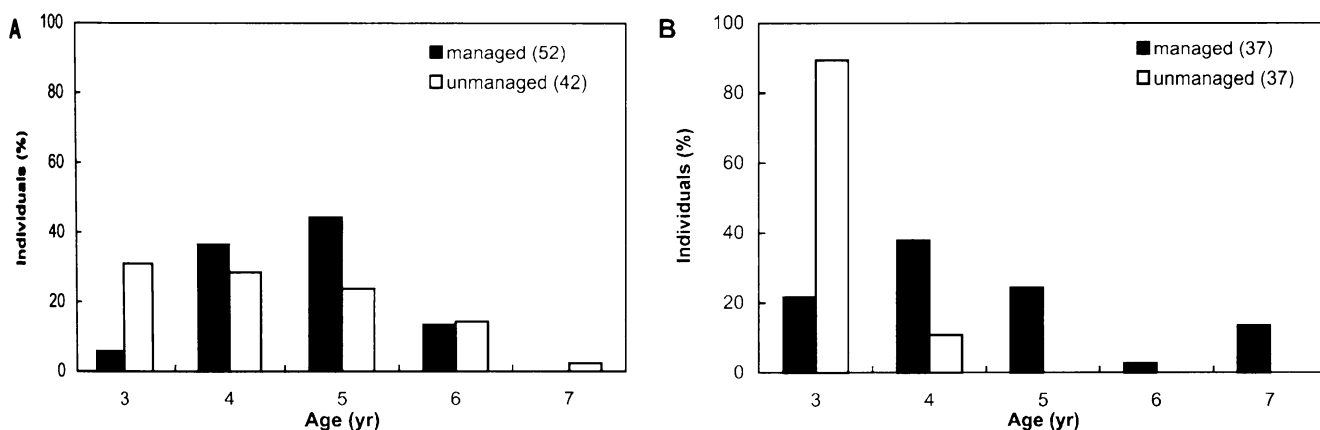 A
100
80
60
40
20
0
Individuals (%)
managed (52)
unmanaged (42)
3 4 5 6 7
Age (yr)
B
100
80
60
40
20
0
Individuals (%)
managed (37)
unmanaged (37)
3 4 5 6 7
Age (yr)